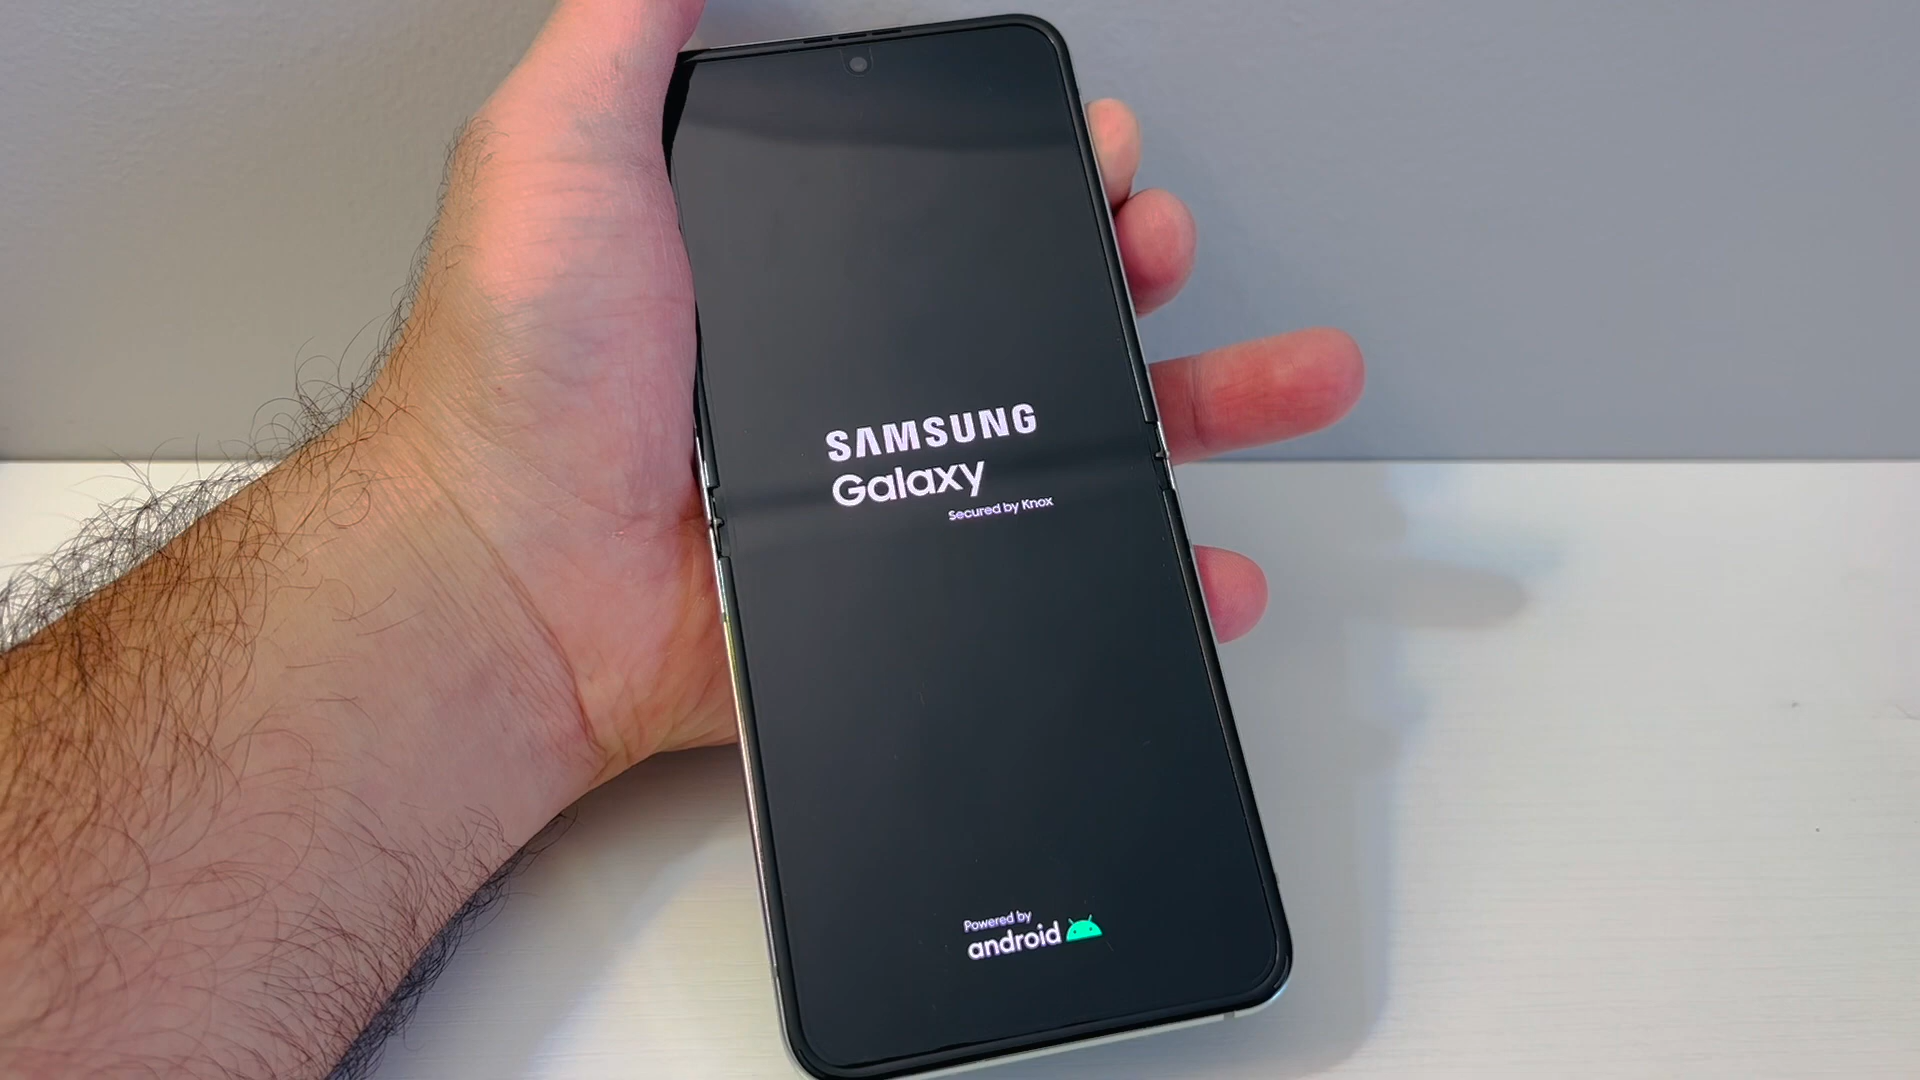 SAMSUNG
Galaxy
Secured by Knox
Powered by
android